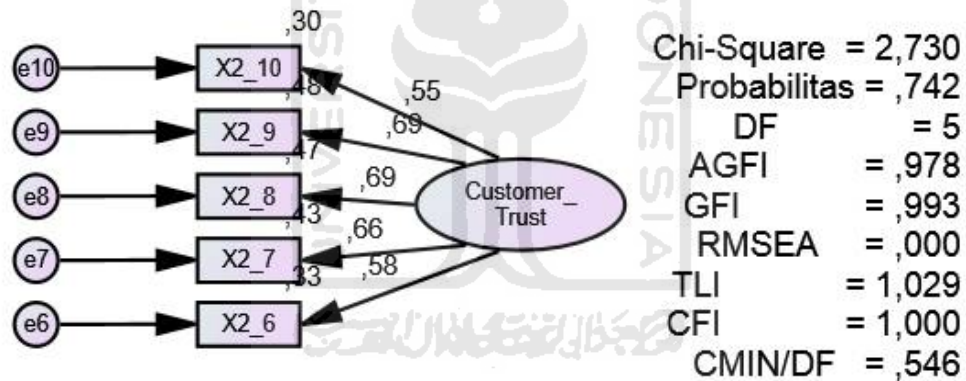 ,30
e10
X2_10
,55
,48
e9
X2_9
,69
,47
e8
X2_8
,69
,43
e7
X2_7
,66
,33
e6
X2_6
,58
Customer_
Trust
Chi-Square = 2,730
Probabilitas = ,742
DF = 5
AGFI = ,978
GFI = ,993
RMSEA = ,000
TLI = 1,029
CFI = 1,000
CMIN/DF = ,546